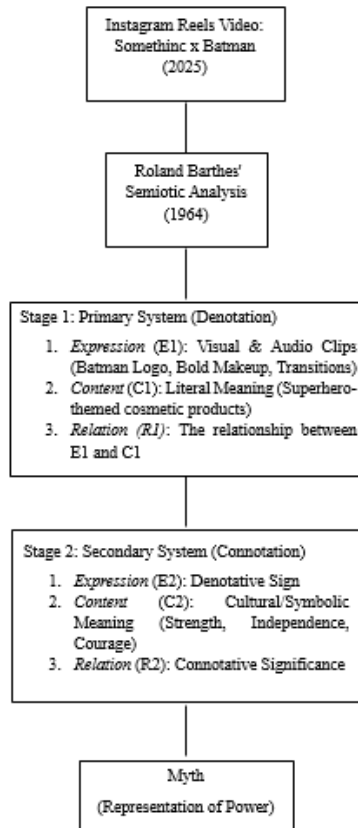 Instagram Reels Video:
Somethinc x Batman
(2025)
Roland Barthes'
Semiotic Analysis
(1964)
Stage 1: Primary System (Denotation)
1. Expression (E1): Visual & Audio Clips
(Batman Logo, Bold Makeup, Transitions)
2. Content (C1): Literal Meaning (Superhero-
themed cosmetic products)
3. Relation (R1): The relationship between
E1 and C1
Stage 2: Secondary System (Connotation)
1. Expression (E2): Denotative Sign
2. Content (C2): Cultural/Symbolic
Meaning (Strength, Independence,
Courage)
3. Relation (R2): Connotative Significance
Myth
(Representation of Power)